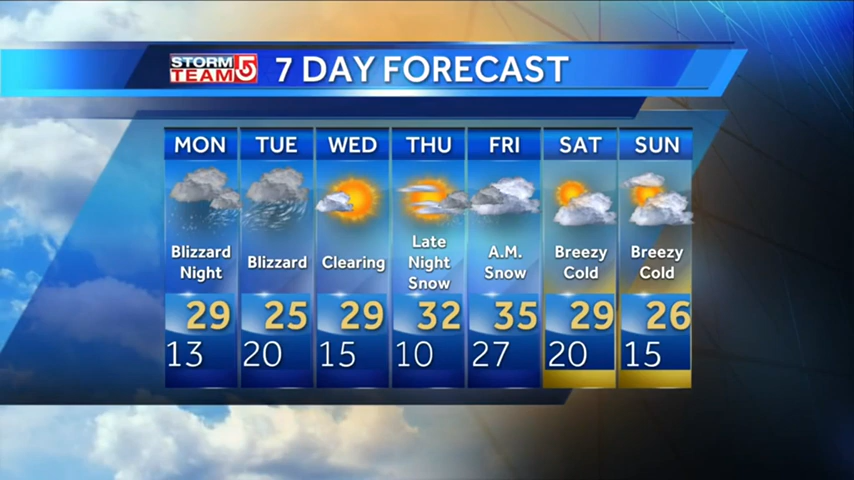 STORM
TEAM 5
7 DAY FORECAST
MON TUE WED THU FRI SAT SUN
Blizzard
Night
Blizzard
Clearing
Late
Night
Snow
A.M.
Snow
Breezy
Cold
Breezy
Cold
29 25 29 32 35 29 26
13 20 15 10 27 20 15